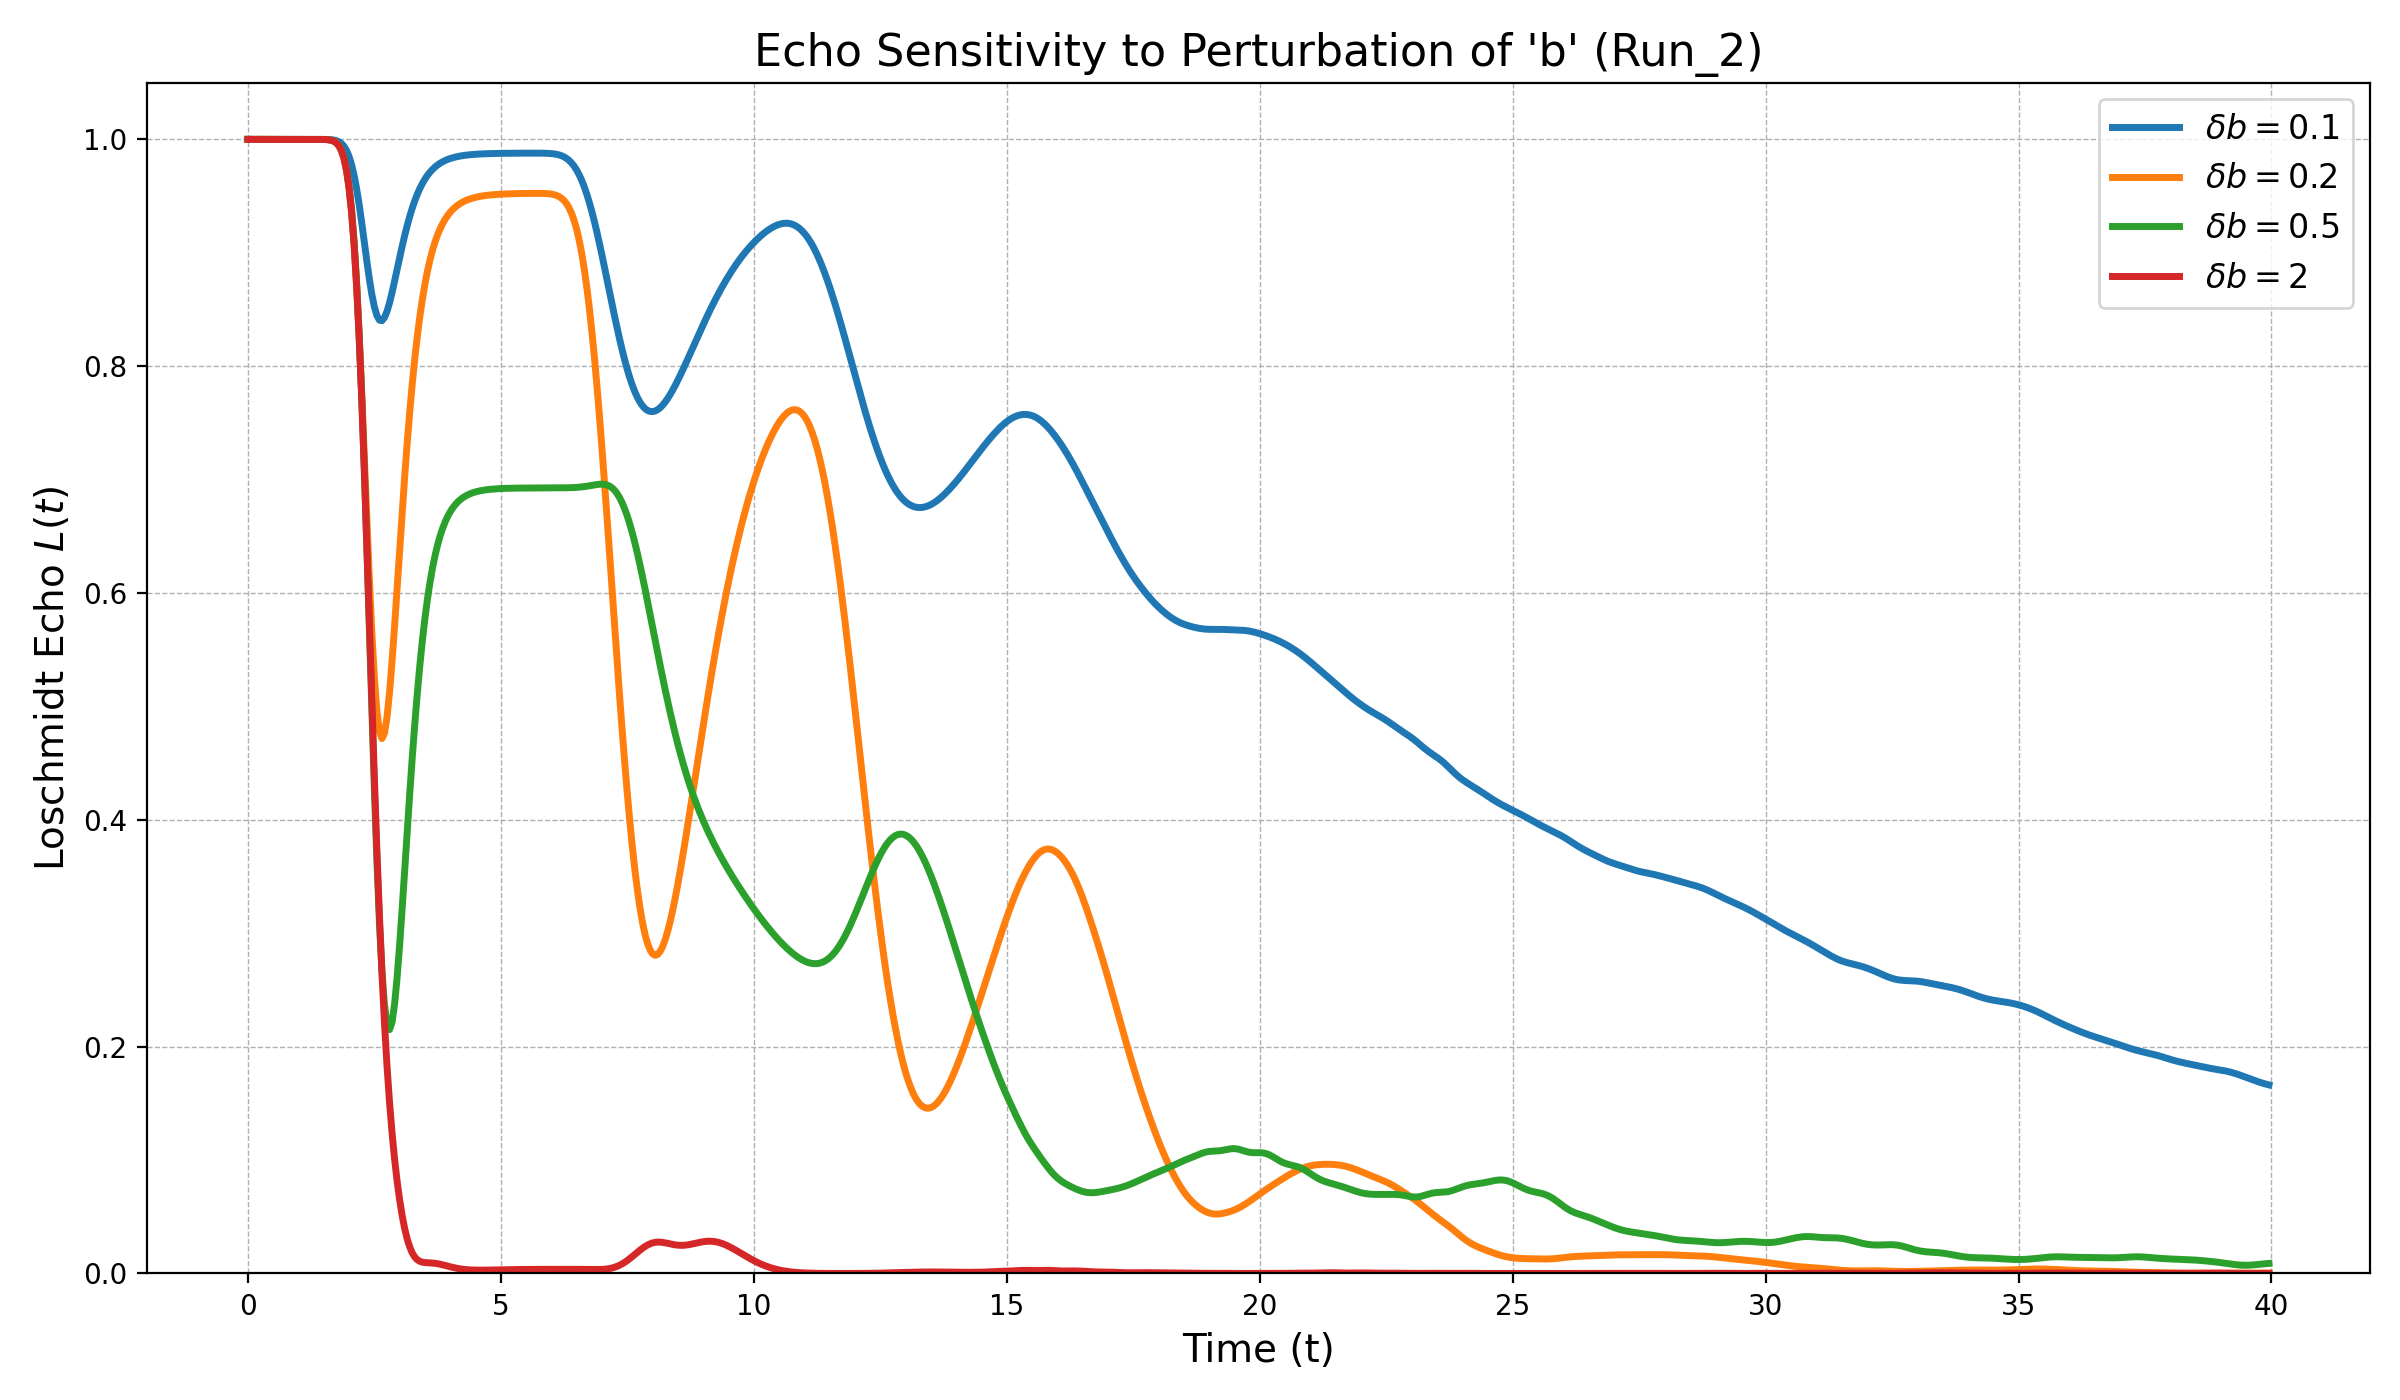 Echo Sensitivity to Perturbation of 'b' (Run_2)
δb = 0.1
δb = 0.2
δb = 0.5
δb = 2
Loschmidt Echo L(t)
1.0
0.8
0.6
0.4
0.2
0.0
0 5 10 15 20 25 30 35 40
Time (t)